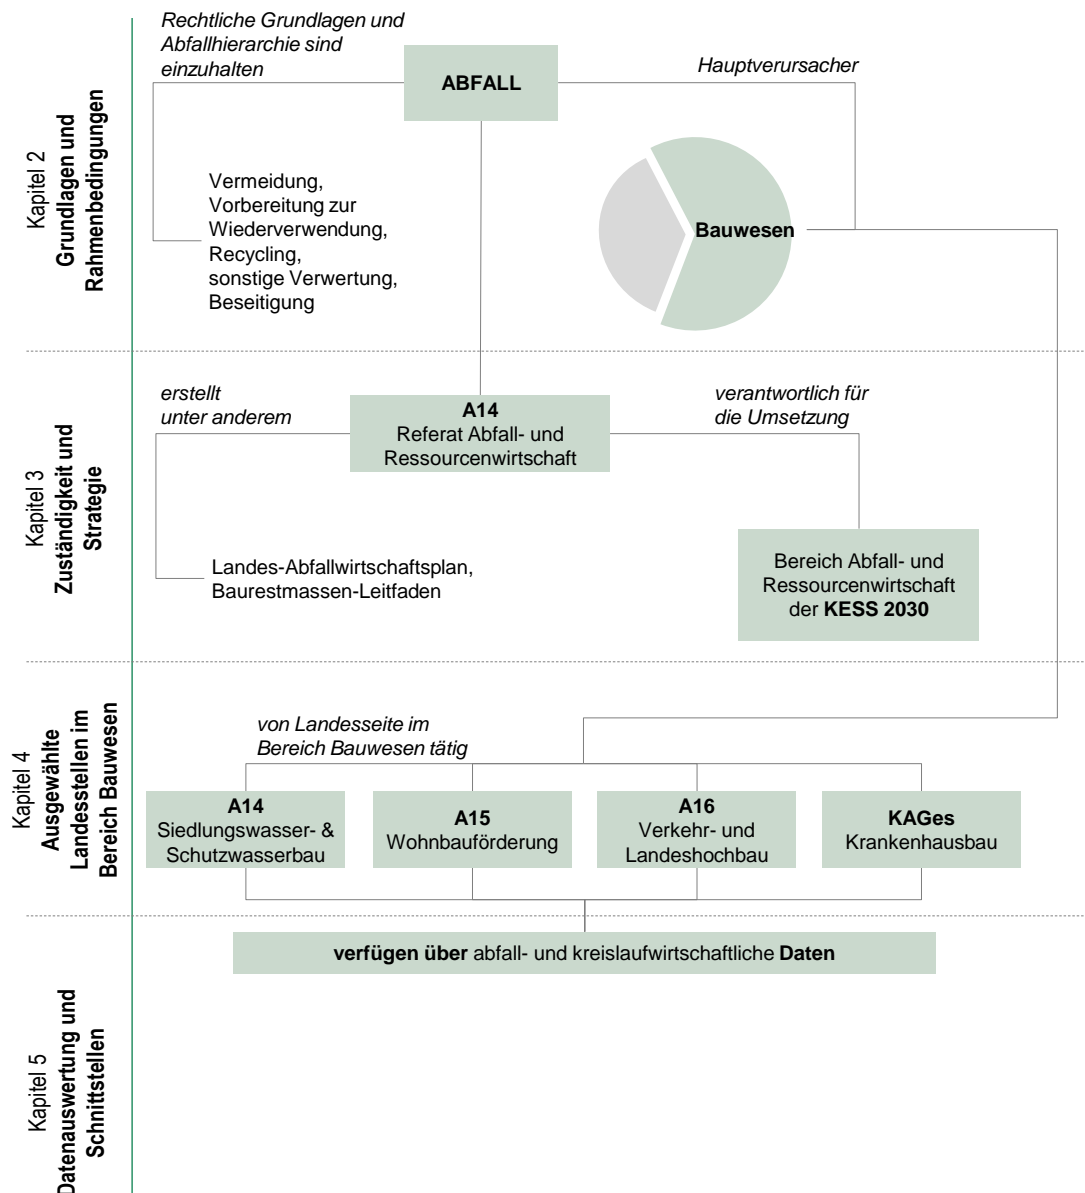 Kapitel 2
Grundlagen und
Rahmenbedingungen
Rechtliche Grundlagen und
Abfallhierarchie sind
einzuhalten
ABFALL
Hauptverursacher
Vermeidung,
Vorbereitung zur
Wiederverwendung,
Recycling,
sonstige Verwertung,
Beseitigung
Bauwesen
Kapitel 3
Zuständigkeit und
Strategie
erstellt
unter anderem
A14
Referat Abfall- und
Ressourcenwirtschaft
verantwortlich für
die Umsetzung
Landes-Abfallwirtschaftsplan,
Baurestmassen-Leitfaden
Bereich Abfall- und
Ressourcenwirtschaft
der KESS 2030
Kapitel 4
Ausgewählte
Landesstellen im
Bereich Bauwesen
von Landesseite im
Bereich Bauwesen tätig
A14
Siedlungswasser- &
Schutzwasserbau
A15
Wohnbauförderung
A16
Verkehr- und
Landeshochbau
KAGes
Krankenhausbau
Kapitel 5
Datenauswertung und
Schnittstellen
verfügen über abfall- und kreislaufwirtschaftliche Daten